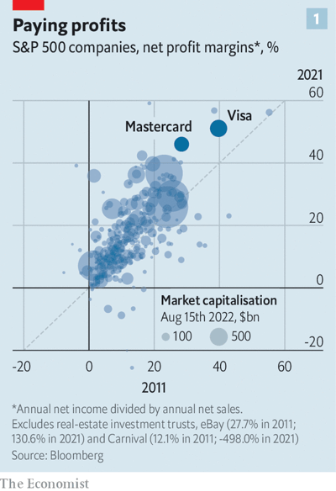 Paying profits
1
S&P 500 companies, net profit margins*, %
2021
60
Visa
Mastercard
40
20
0
Market capitalisation
Aug 15th 2022, $bn
100 500
-20
-20 0 20 40 60
2011
*Annual net income divided by annual net sales.
Excludes real-estate investment trusts, eBay (27.7% in 2011;
130.6% in 2021) and Carnival (12.1% in 2011; -498.0% in 2021)
Source: Bloomberg
The Economist